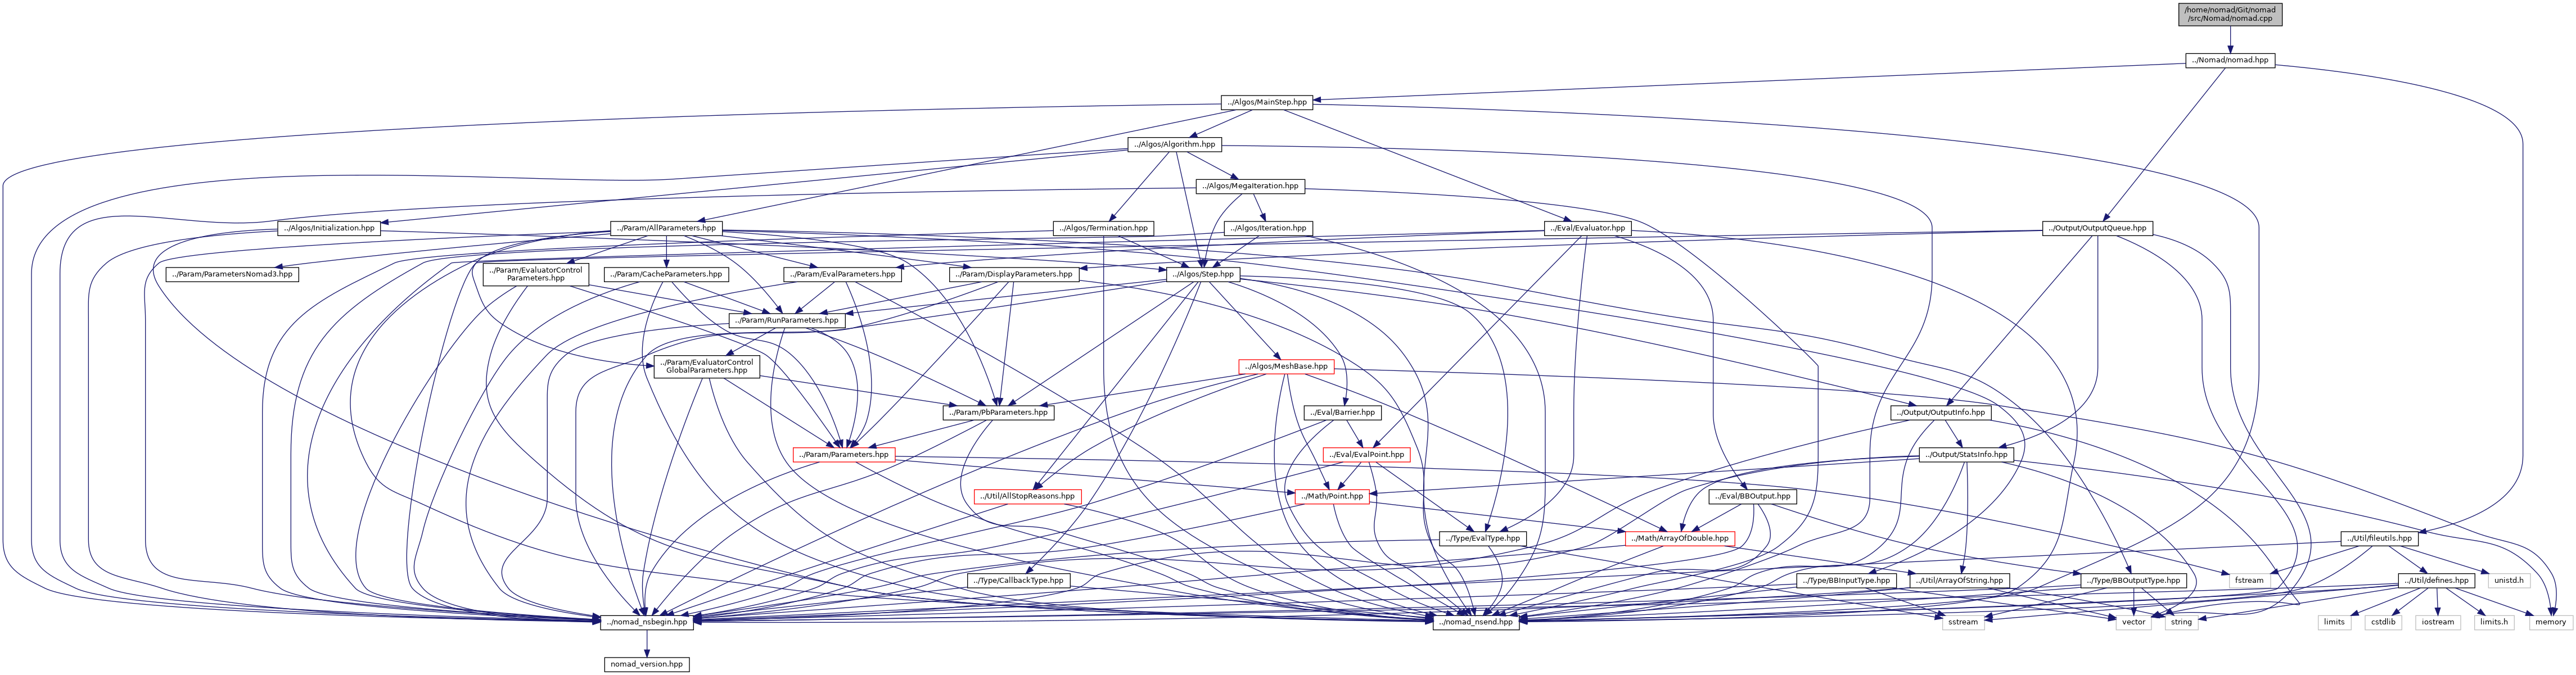 /home/nomad/Git/nomad
/src/Nomad/nomad.cpp
../Nomad/nomad.hpp
../Algos/MainStep.hpp
../Algos/Algorithm.hpp
../Algos/MegaIteration.hpp
../Algos/Initialization.hpp
../Param/AllParameters.hpp
../Algos/Termination.hpp
../Algos/Iteration.hpp
../Eval/Evaluator.hpp
../Output/OutputQueue.hpp
../Param/ParametersNomad3.hpp
../Param/EvaluatorControl
Parameters.hpp
../Param/CacheParameters.hpp
../Param/EvalParameters.hpp
../Param/DisplayParameters.hpp
../Algos/Step.hpp
../Param/RunParameters.hpp
../Param/EvaluatorControl
GlobalParameters.hpp
../Algos/MeshBase.hpp
../Param/PbParameters.hpp
../Eval/Barrier.hpp
../Output/OutputInfo.hpp
../Param/Parameters.hpp
../Eval/EvalPoint.hpp
../Output/StatsInfo.hpp
../Util/AllStopReasons.hpp
../Math/Point.hpp
../Eval/BBOutput.hpp
../Type/EvalType.hpp
../Math/ArrayOfDouble.hpp
../Util/fileutils.hpp
../Type/CallbackType.hpp
../Type/BBInputType.hpp
../Util/ArrayOfString.hpp
../Type/BBOutputType.hpp
fstream
../Util/defines.hpp
unistd.h
../nomad_nsbegin.hpp
../nomad_nsend.hpp
sstream
vector
string
limits
cstdlib
iostream
limits.h
memory
nomad_version.hpp